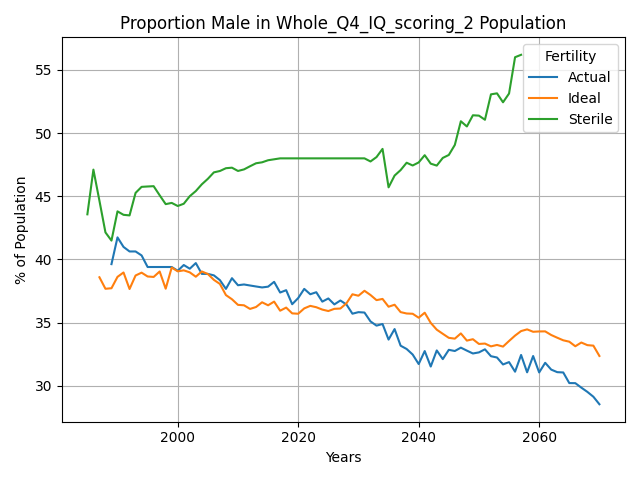 Proportion Male in Whole_Q4_IQ_scoring_2 Population
Fertility
Actual
Ideal
Sterile
% of Population
55
50
45
40
35
30
2000
2020
2040
2060
Years